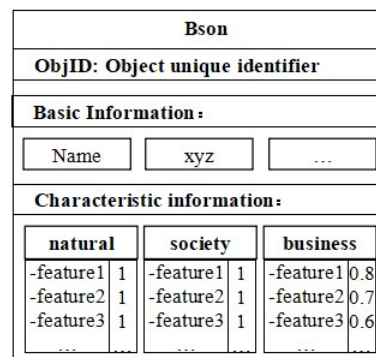 Bson
ObjID: Object unique identifier
Basic Information：
Name xyz ...
Characteristic information：
natural society business
-feature1 1 -feature1 1 -feature1 0.8
-feature2 1 -feature2 1 -feature2 0.7
-feature3 1 -feature3 1 -feature3 0.6
... ... ... ... ... ...